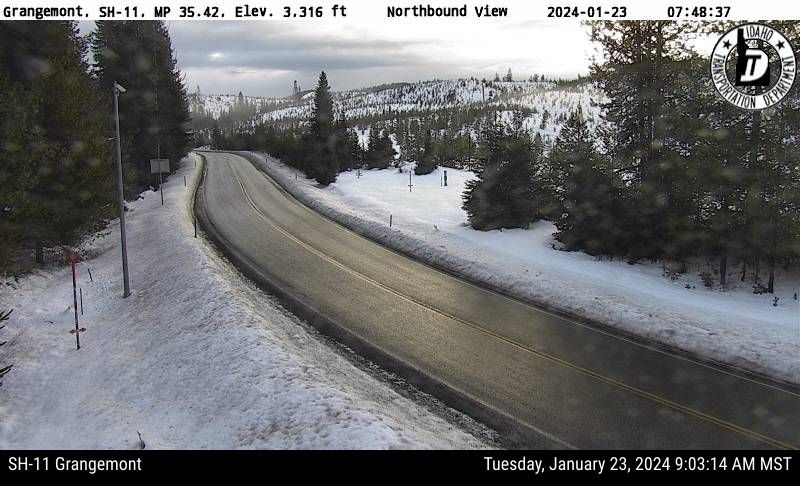 Grangemont, SH-11, MP 35.42, Elev. 3,316 ft Northbound View 2024-01-23 07:48:37
IDAHO
TRANSPORTATION DEPARTMENT
SH-11 Grangemont Tuesday, January 23, 2024 9:03:14 AM MST